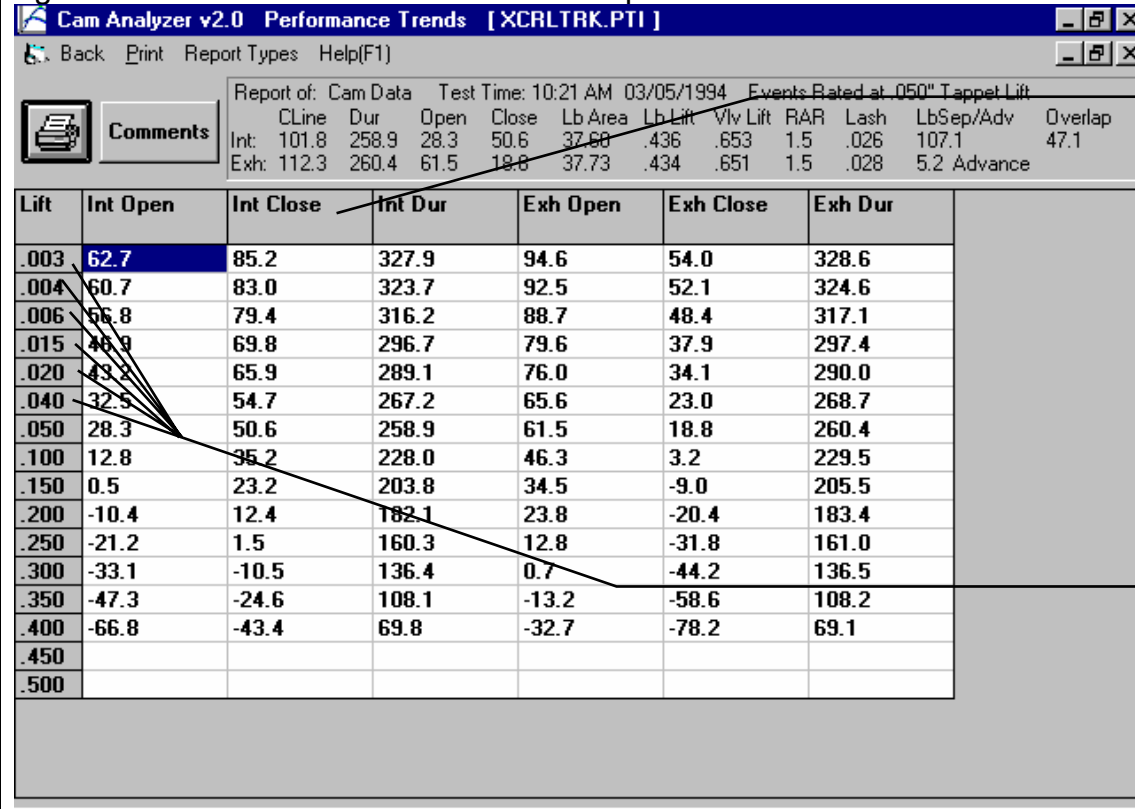 Cam Analyzer v2.0 Performance Trends [ XCRLTRK.PTI ]
Back Print Report Types Help(F1)
Report of: Cam Data Test Time: 10:21 AM 03/05/1994 Events Rated at .050" Tappet Lift
CLine Dur Open Close Lb Area Lb Lift Vlv Lift RAR Lash LbSep/Adv Overlap
Comments
Int: 101.8 258.9 28.3 50.6 37.60 .436 .653 1.5 .026 107.1 47.1
Exh: 112.3 260.4 61.5 18.8 37.73 .434 .651 1.5 .028 5.2 Advance
Lift Int Open Int Close Int Dur Exh Open Exh Close Exh Dur
.003 62.7 85.2 327.9 94.6 54.0 328.6
.004 60.7 83.0 323.7 92.5 52.1 324.6
.006 56.8 79.4 316.2 88.7 48.4 317.1
.015 46.9 69.8 296.7 79.6 37.9 297.4
.020 43.2 65.9 289.1 76.0 34.1 290.0
.040 32.5 54.7 267.2 65.6 23.0 268.7
.050 28.3 50.6 258.9 61.5 18.8 260.4
.100 12.8 35.2 228.0 46.3 3.2 229.5
.150 0.5 23.2 203.8 34.5 -9.0 205.5
.200 -10.4 12.4 182.1 23.8 -20.4 183.4
.250 -21.2 1.5 160.3 12.8 -31.8 161.0
.300 -33.1 -10.5 136.4 0.7 -44.2 136.5
.350 -47.3 -24.6 108.1 -13.2 -58.6 108.2
.400 -66.8 -43.4 69.8 -32.7 -78.2 69.1
.450
.500